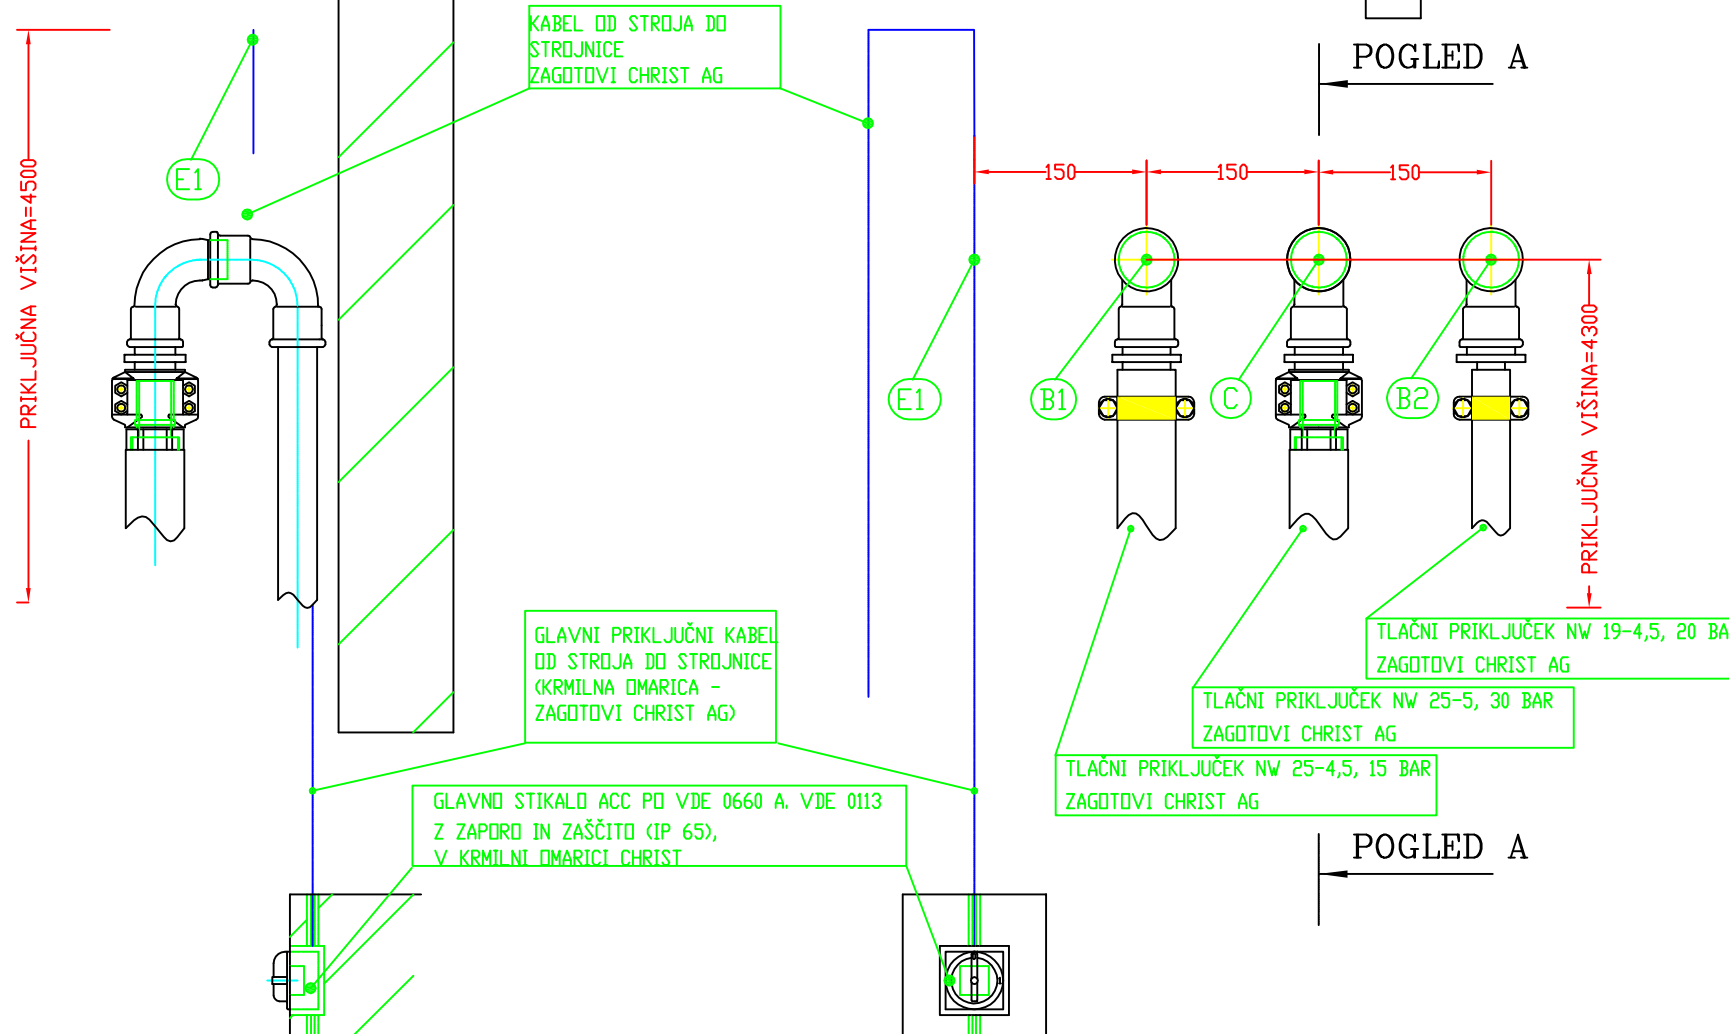 KABEL OD STROJA DO
STROJNICE
ZAGOTOVI CHRIST AG
POGLED A
PRIKLJUČNA VIŠINA=4500
E1
150
150
150
E1
B1
C
B2
PRIKLJUČNA VIŠINA=4300
GLAVNI PRIKLJUČNI KABEL
OD STROJA DO STROJNICE
(KRMILNA OMARICA -
ZAGOTOVI CHRIST AG)
TLAČNI PRIKLJUČEK NW 19-4,5, 20 BA
ZAGOTOVI CHRIST AG
TLAČNI PRIKLJUČEK NW 25-5, 30 BAR
ZAGOTOVI CHRIST AG
TLAČNI PRIKLJUČEK NW 25-4,5, 15 BAR
ZAGOTOVI CHRIST AG
GLAVNO STIKALO ACC PO VDE 0660 A. VDE 0113
Z ZAPORO IN ZAŠČITO (IP 65),
V KRMILNI OMARICI CHRIST
POGLED A